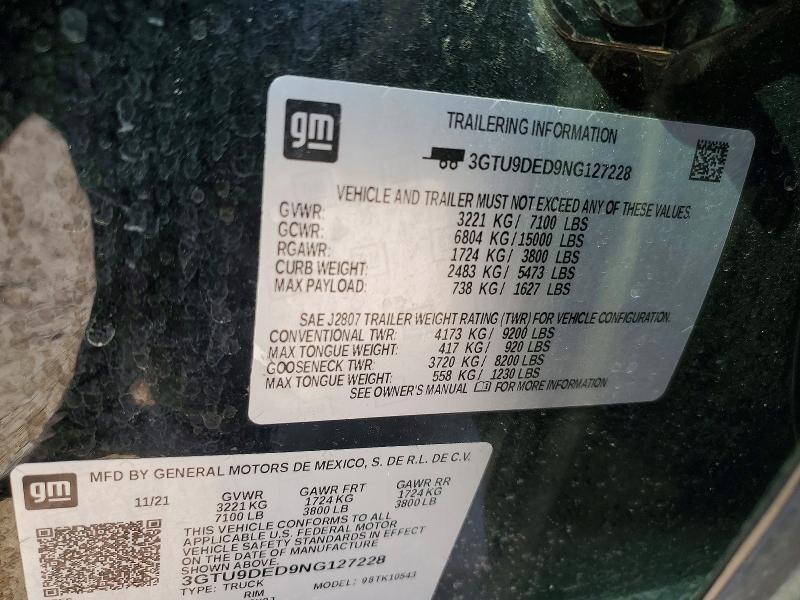 gm
TRAILERING INFORMATION
3GTU9DED9NG127228
VEHICLE AND TRAILER MUST NOT EXCEED ANY OF THESE VALUES.
GVWR: 3221 KG/ 7100 LBS
GCWR: 6804 KG/15000 LBS
RGAWR: 1724 KG/ 3800 LBS
CURB WEIGHT: 2483 KG/ 5473 LBS
MAX PAYLOAD: 738 KG/ 1627 LBS
SAE J2807 TRAILER WEIGHT RATING (TWR) FOR VEHICLE CONFIGURATION.
CONVENTIONAL TWR: 4173 KG/ 9200 LBS
MAX TONGUE WEIGHT: 417 KG/ 920 LBS
GOOSENECK TWR: 3720 KG/ 8200 LBS
MAX TONGUE WEIGHT: 558 KG/ 1230 LBS
SEE OWNER'S MANUAL FOR MORE INFORMATION
gm
MFD BY GENERAL MOTORS DE MEXICO, S. DE R.L. DE C.V.
11/21 GVWR GAWR FRT GAWR RR
3221 KG 1724 KG 1724 KG
7100 LB 3800 LB 3800 LB
THIS VEHICLE CONFORMS TO ALL
APPLICABLE U.S. FEDERAL MOTOR
VEHICLE SAFETY STANDARDS IN EFFECT
ON THE DATE OF MANUFACTURE
SHOWN ABOVE.
3GTU9DED9NG127228
TYPE: TRUCK MODEL: 98TK10543
RIM